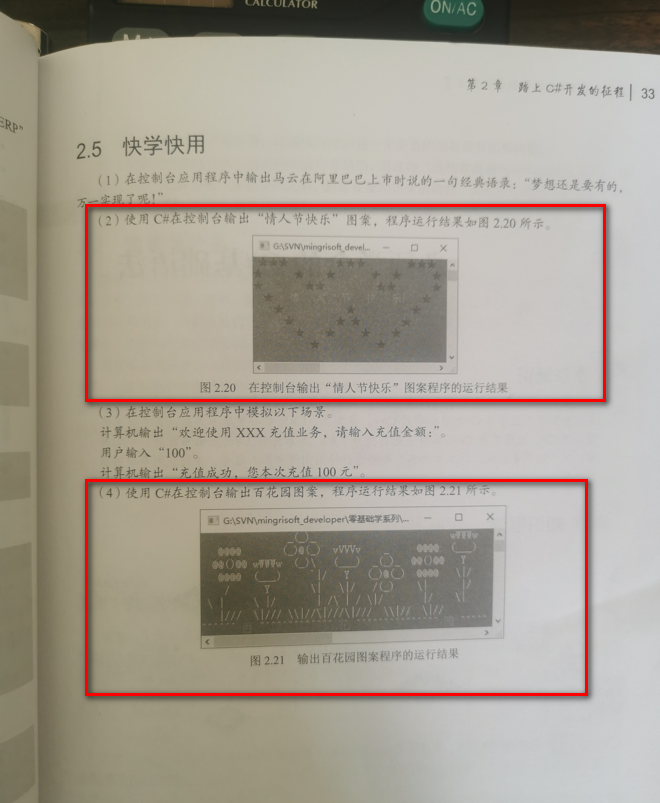 CALCULATOR
ON/AC
第 2 章 踏上 C#开发的征程 33
ERP”
2.5 快学快用
（1）在控制台应用程序中输出马云在阿里巴巴上市时说的一句经典语录：“梦想还是要有的，
万一实现了呢！”
（2）使用 C#在控制台输出“情人节快乐”图案，程序运行结果如图 2.20 所示。
G:\SVN\mingrisoft_devel...
图 2.20 在控制台输出“情人节快乐”图案程序的运行结果
（3）在控制台应用程序中模拟以下场景。
计算机输出“欢迎使用 XXX 充值业务，请输入充值金额：”。
用户输入“100”。
计算机输出“充值成功，您本次充值 100 元”。
（4）使用 C#在控制台输出百花园图案，程序运行结果如图 2.21 所示。
G:\SVN\mingrisoft_developer\零基础学系列\...
图 2.21 输出百花园图案程序的运行结果